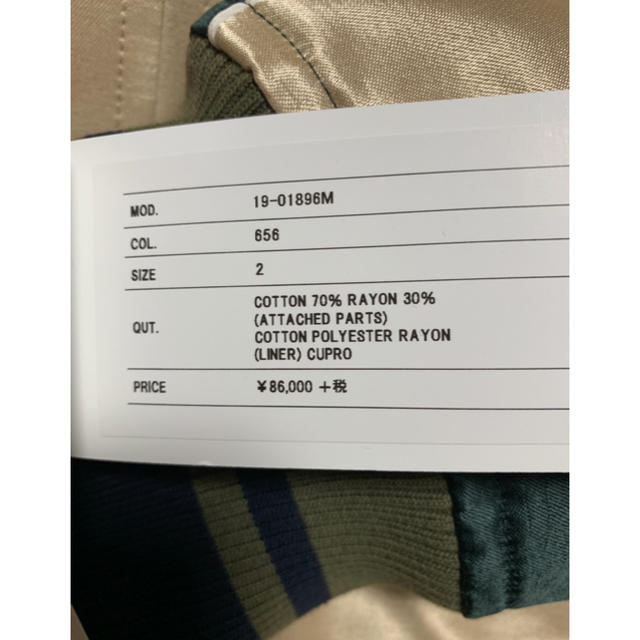 MOD. 19-01896M
COL. 656
SIZE 2
QUT. COTTON 70% RAYON 30%
(ATTACHED PARTS)
COTTON POLYESTER RAYON
(LINER) CUPRO
PRICE ¥86,000 +税